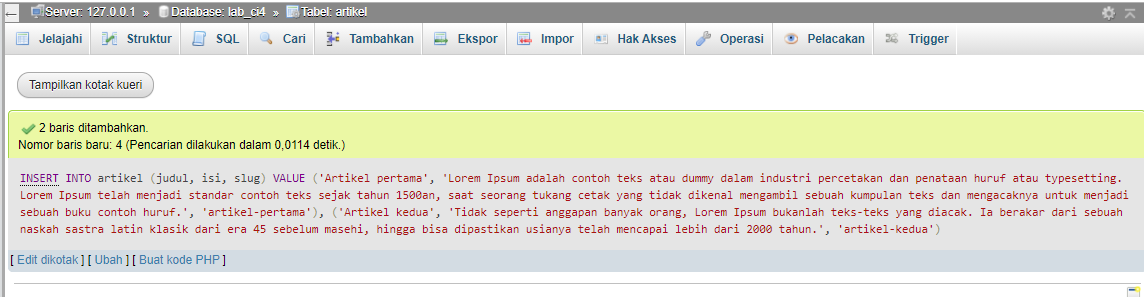 Server: 127.0.0.1 » Database: lab_ci4 » Tabel: artikel
Jelajahi Struktur SQL Cari Tambahkan Ekspor Impor Hak Akses Operasi Pelacakan Trigger
Tampilkan kotak kueri
2 baris ditambahkan.
Nomor baris baru: 4 (Pencarian dilakukan dalam 0,0114 detik.)
INSERT INTO artikel (judul, isi, slug) VALUE ('Artikel pertama', 'Lorem Ipsum adalah contoh teks atau dummy dalam industri percetakan dan penataan huruf atau typesetting.
Lorem Ipsum telah menjadi standar contoh teks sejak tahun 1500an, saat seorang tukang cetak yang tidak dikenal mengambil sebuah kumpulan teks dan mengacaknya untuk menjadi
sebuah buku contoh huruf.', 'artikel-pertama'), ('Artikel kedua', 'Tidak seperti anggapan banyak orang, Lorem Ipsum bukanlah teks-teks yang diacak. Ia berakar dari sebuah
naskah sastra latin klasik dari era 45 sebelum masehi, hingga bisa dipastikan usianya telah mencapai lebih dari 2000 tahun.', 'artikel-kedua')
[ Edit dikotak ] [ Ubah ] [ Buat kode PHP ]